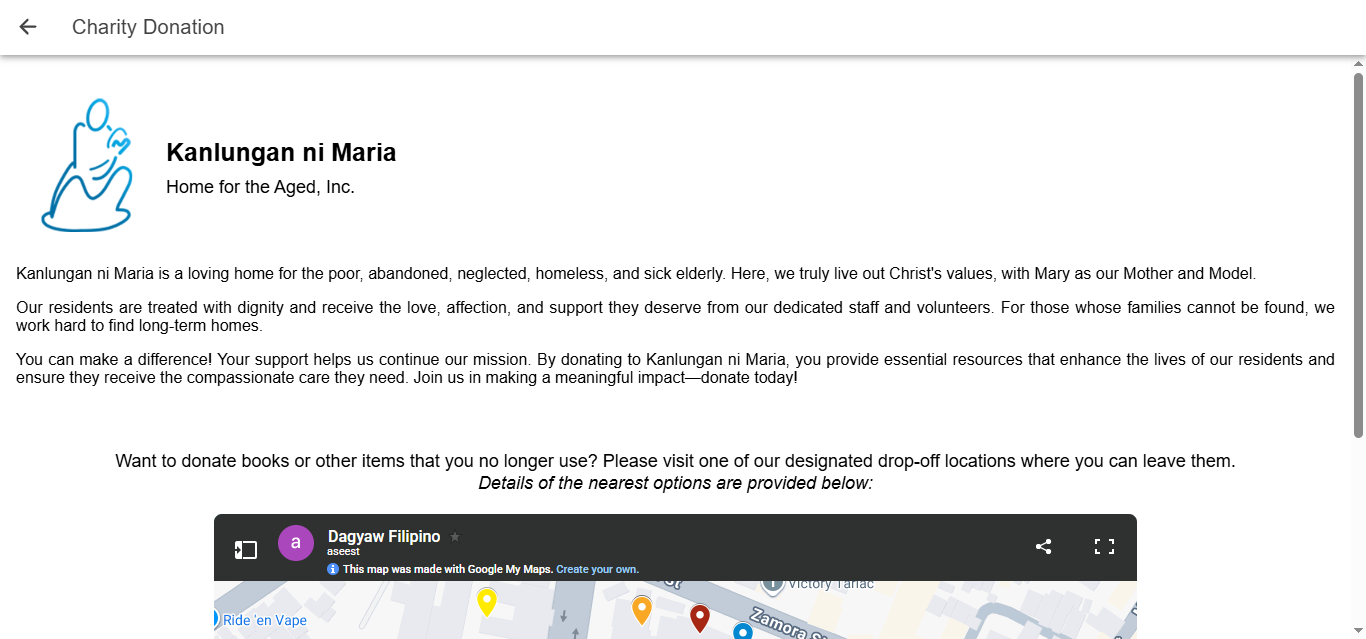 Charity Donation
Kanlungan ni Maria
Home for the Aged, Inc.
Kanlungan ni Maria is a loving home for the poor, abandoned, neglected, homeless, and sick elderly. Here, we truly live out Christ's values, with Mary as our Mother and Model.
Our residents are treated with dignity and receive the love, affection, and support they deserve from our dedicated staff and volunteers. For those whose families cannot be found, we
work hard to find long-term homes.
You can make a difference! Your support helps us continue our mission. By donating to Kanlungan ni Maria, you provide essential resources that enhance the lives of our residents and
ensure they receive the compassionate care they need. Join us in making a meaningful impact—donate today!
Want to donate books or other items that you no longer use? Please visit one of our designated drop-off locations where you can leave them.
Details of the nearest options are provided below:
a
Dagyaw Filipino
aseest
This map was made with Google My Maps. Create your own.
St
Victory Tarlac
Ride 'en Vape
Zamora St